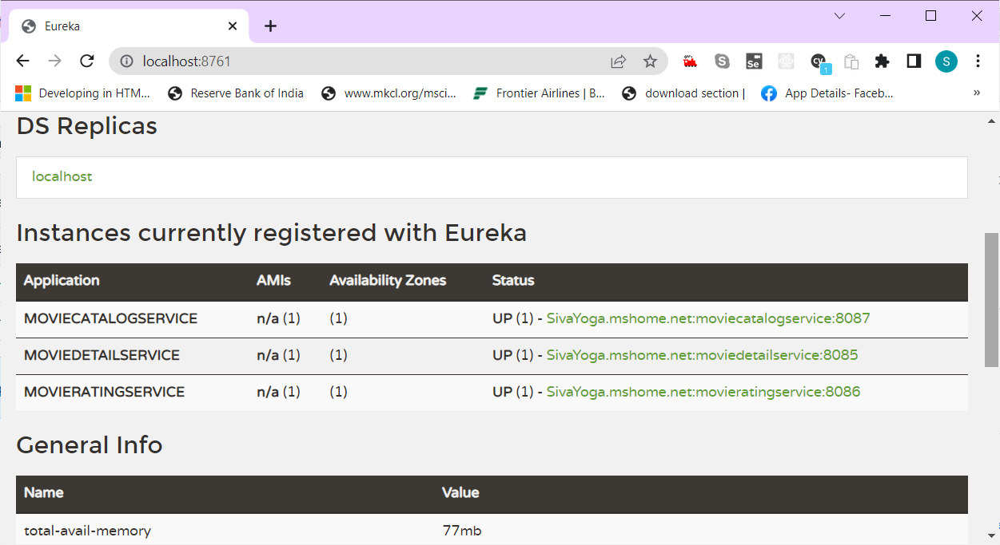 Eureka
localhost:8761
S Se CY 1 S
Developing in HTM... Reserve Bank of India www.mkcl.org/msci... Frontier Airlines | B... download section | App Details- Faceb... »
DS Replicas
localhost
Instances currently registered with Eureka
Application AMIs Availability Zones Status
MOVIECATALOGSERVICE n/a (1) (1) UP (1) - SivaYoga.mshome.net:moviecatalogservice:8087
MOVIEDETAILSERVICE n/a (1) (1) UP (1) - SivaYoga.mshome.net:moviedetailservice:8085
MOVIERATINGSERVICE n/a (1) (1) UP (1) - SivaYoga.mshome.net:movieratingservice:8086
General Info
Name Value
total-avail-memory 77mb